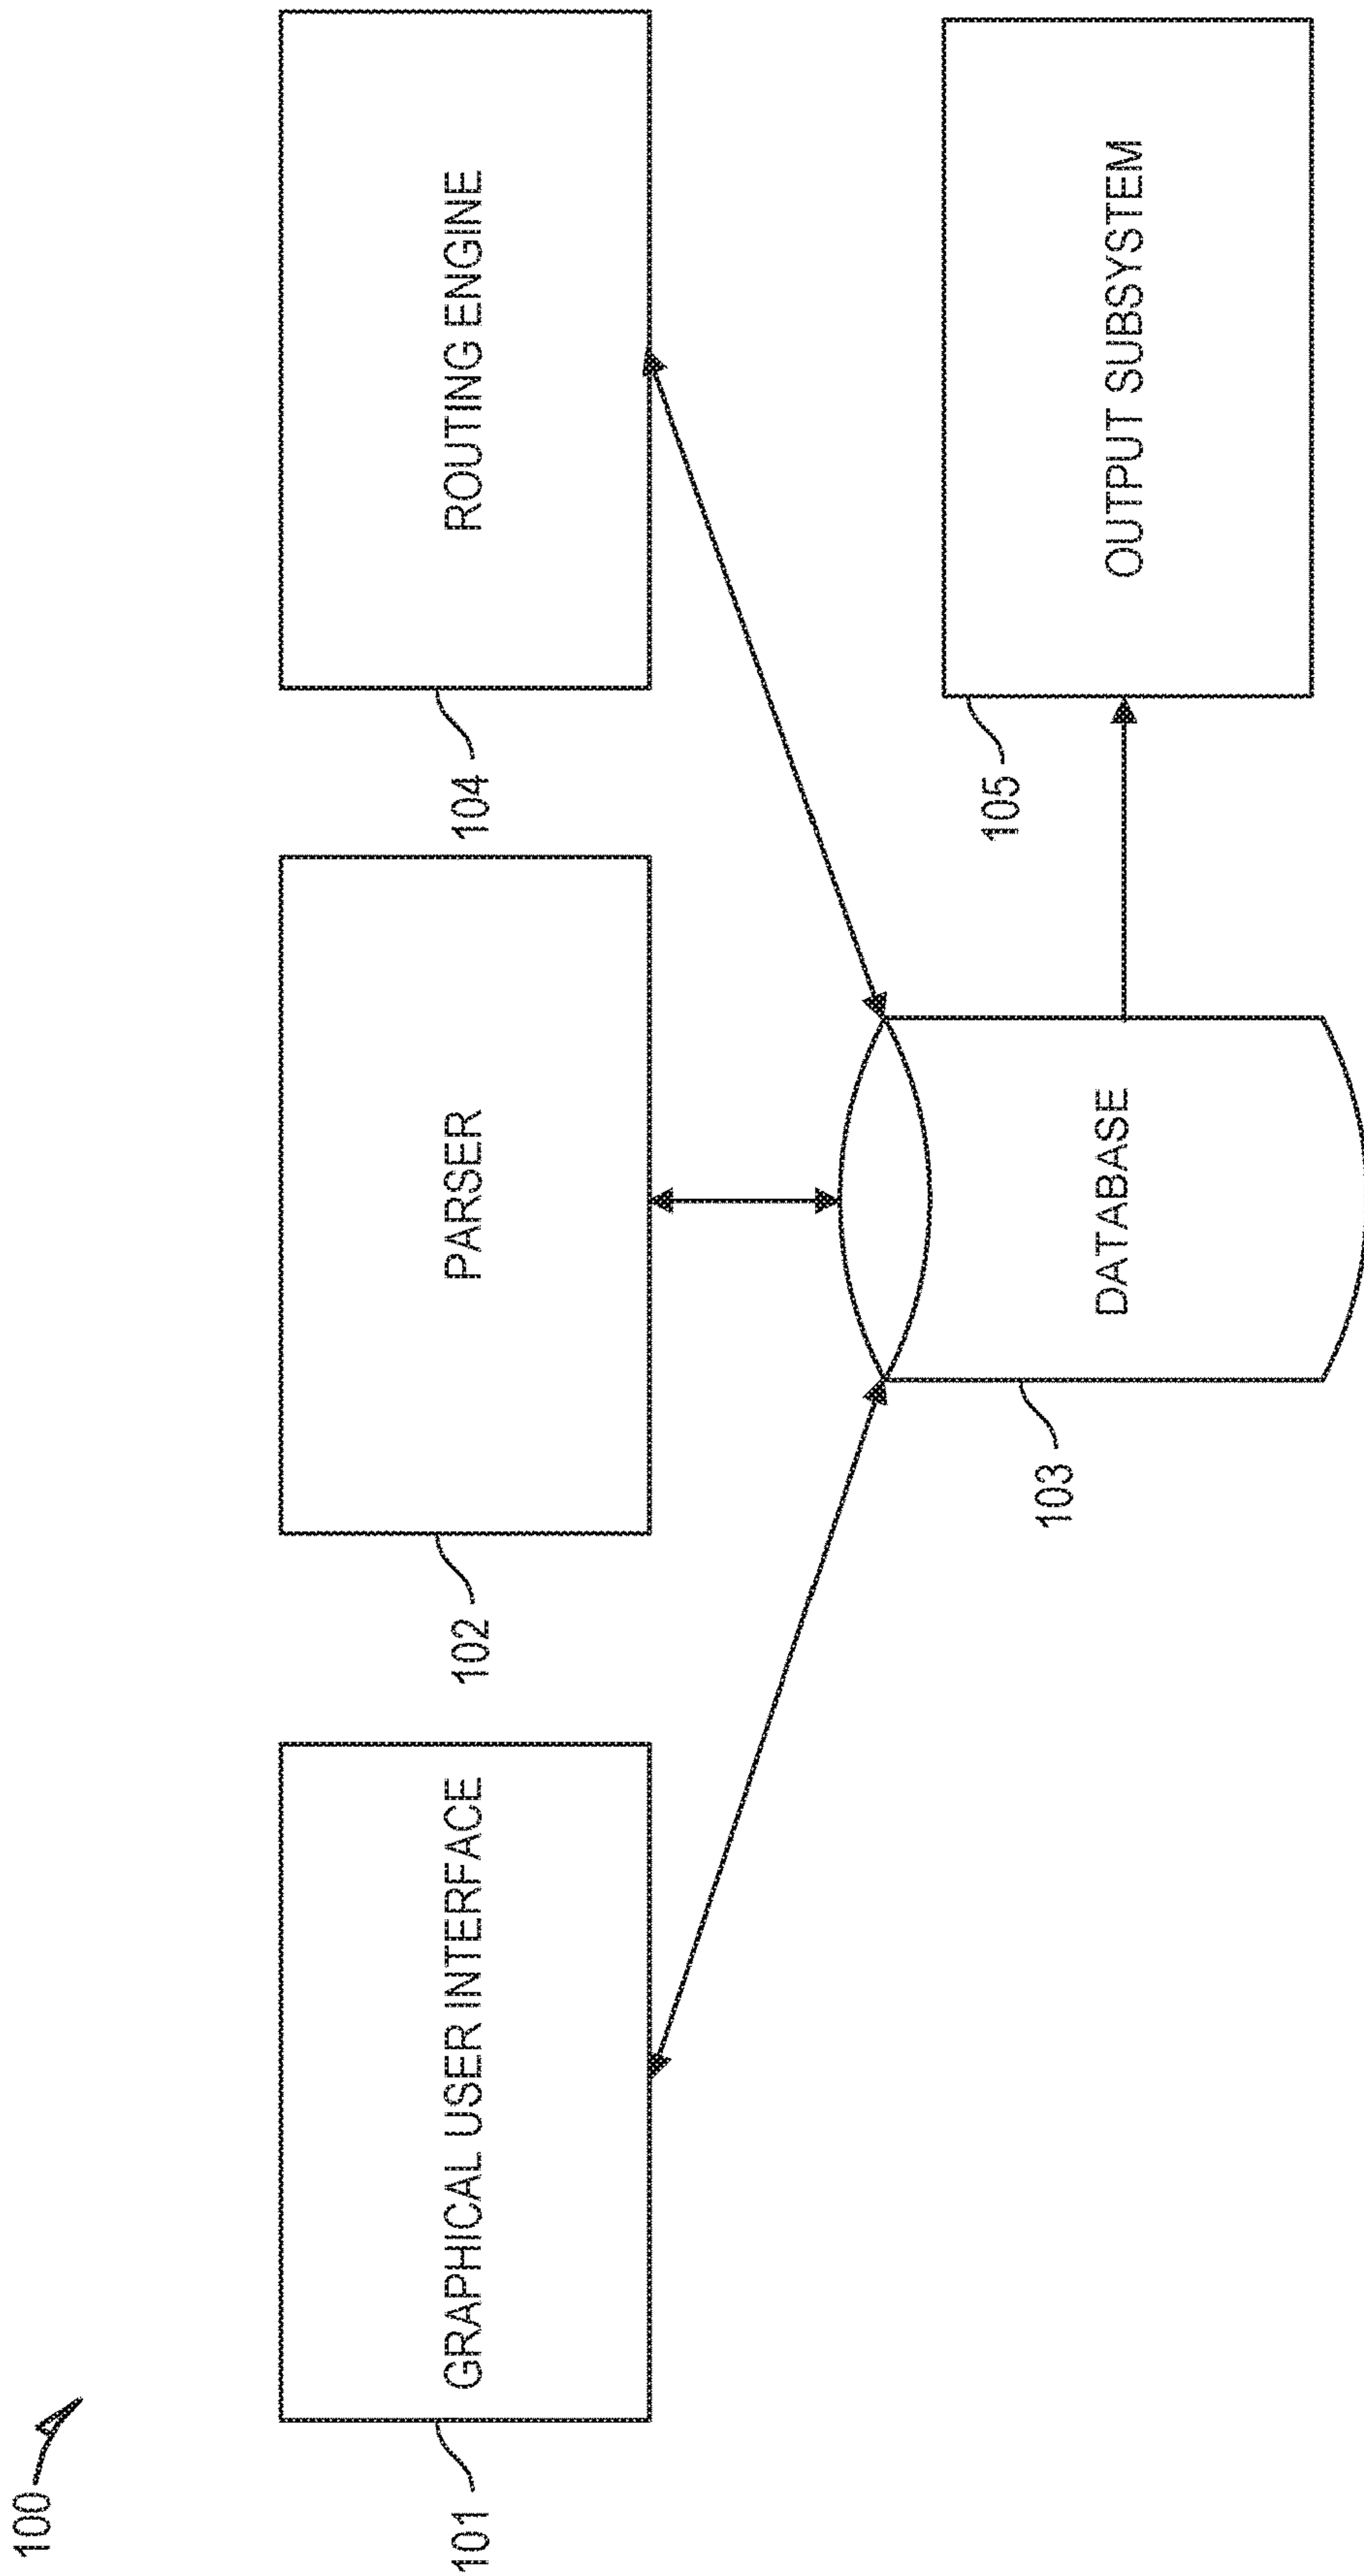 100
101
GRAPHICAL USER INTERFACE
102
PARSER
104
ROUTING ENGINE
103
DATABASE
105
OUTPUT SUBSYSTEM